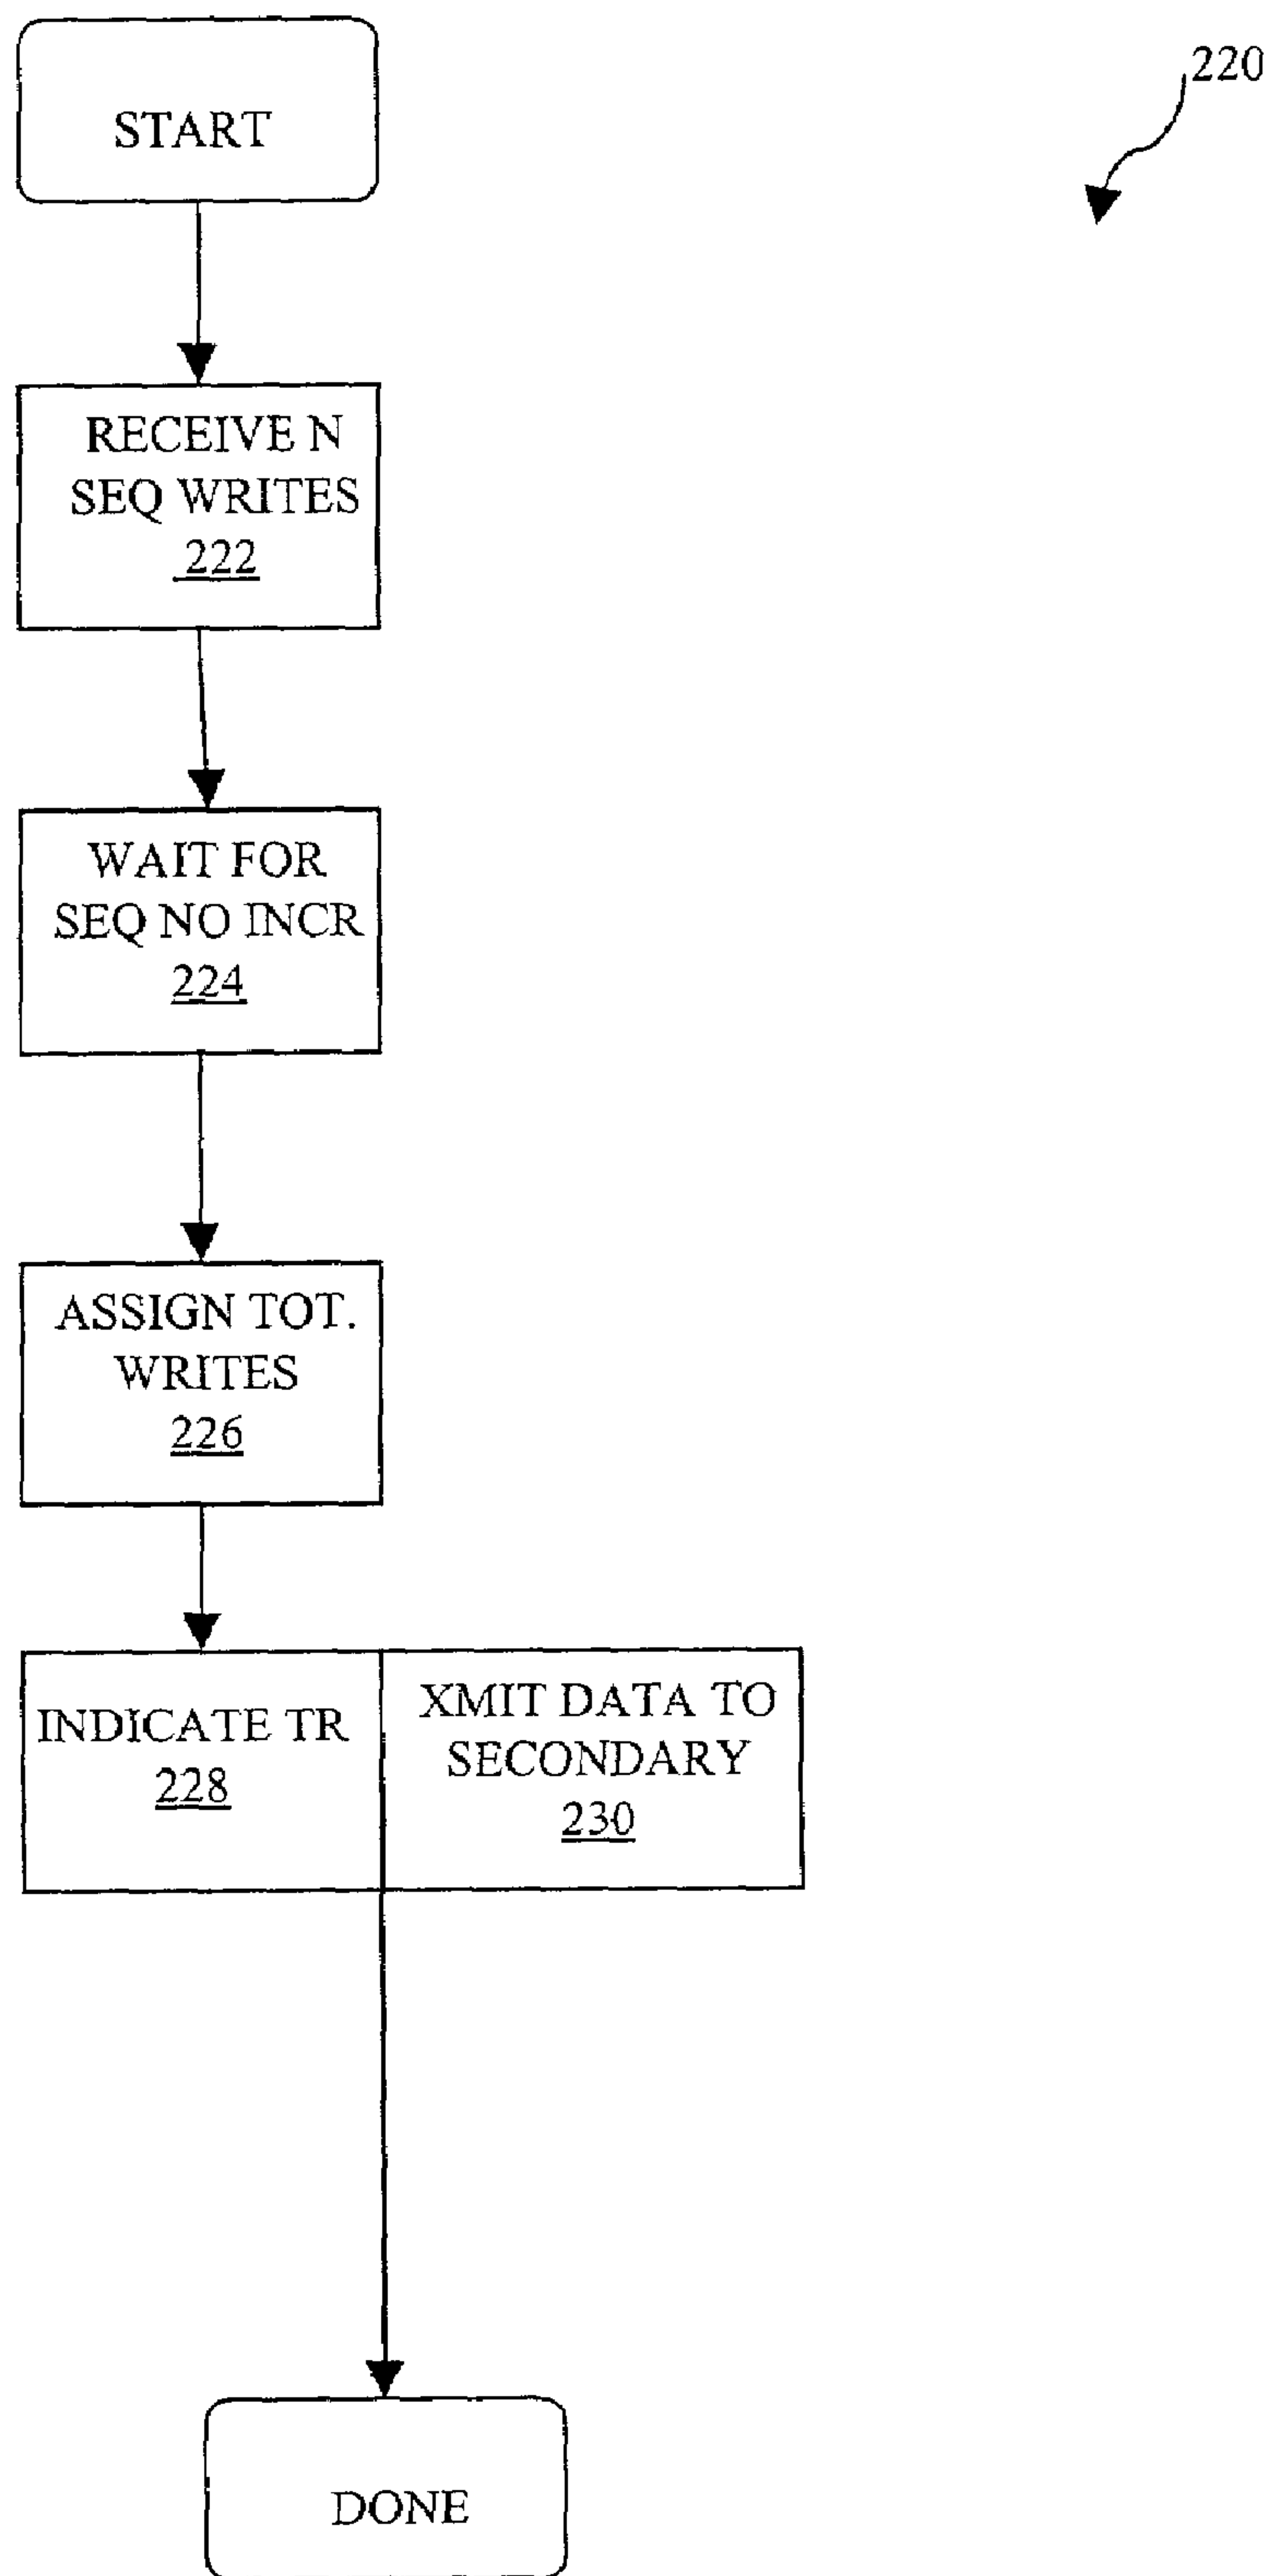 START
220
RECEIVE N
SEQ WRITES
222
WAIT FOR
SEQ NO INCR
224
ASSIGN TOT.
WRITES
226
INDICATE TR
228
XMIT DATA TO
SECONDARY
230
DONE